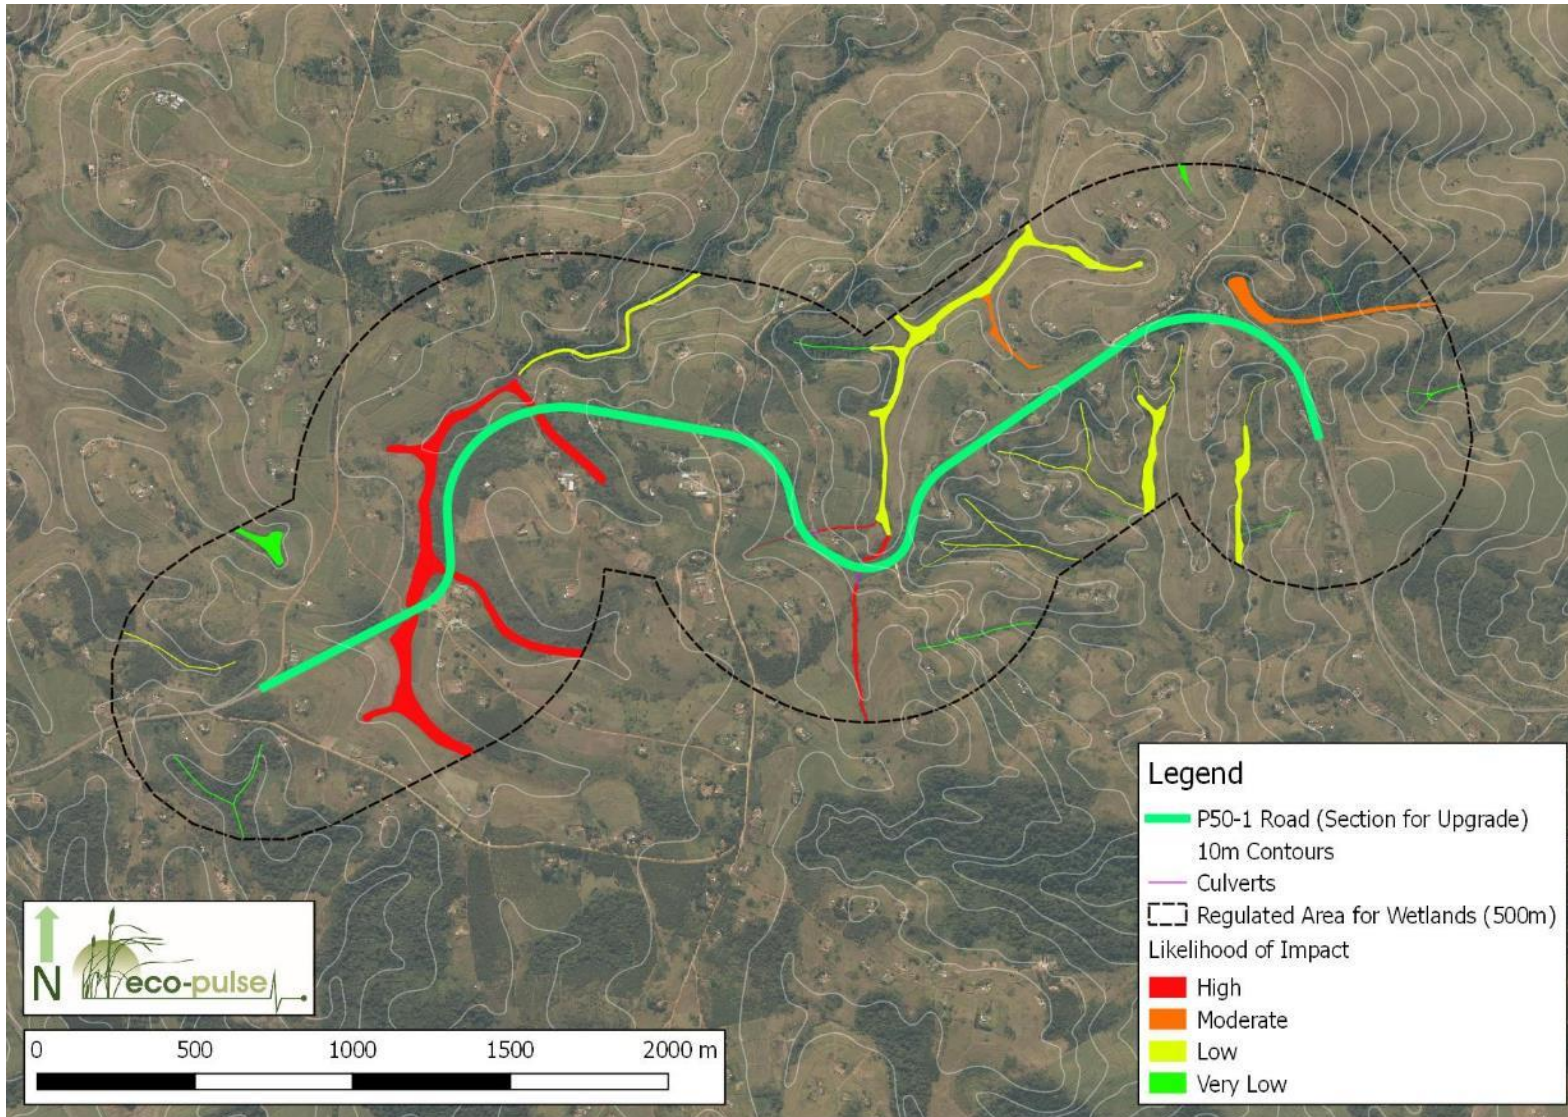 Legend
P50-1 Road (Section for Upgrade)
10m Contours
Culverts
Regulated Area for Wetlands (500m)
Likelihood of Impact
High
Moderate
Low
Very Low
N
eco-pulse
0 500 1000 1500 2000 m